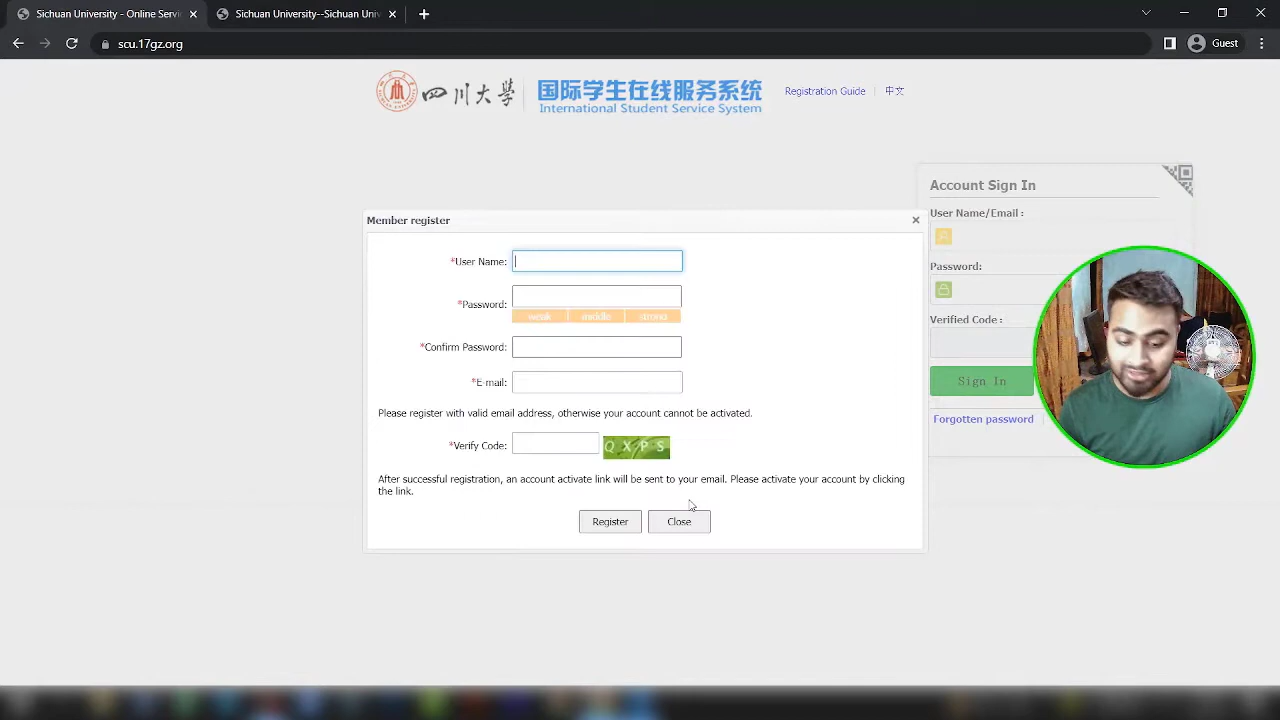 Sichuan University - Online Servi
Sichuan University--Sichuan Univ
scu.17gz.org
Guest
四川大学
国际学生在线服务系统
International Student Service System
Registration Guide
中文
Account Sign In
User Name/Email :
Password:
Verified Code :
Sign In
Forgotten password
Member register
*User Name:
*Password:
weak middle strong
*Confirm Password:
*E-mail:
Please register with valid email address, otherwise your account cannot be activated.
*Verify Code:
QXPS
After successful registration, an account activate link will be sent to your email. Please activate your account by clicking
the link.
Register
Close